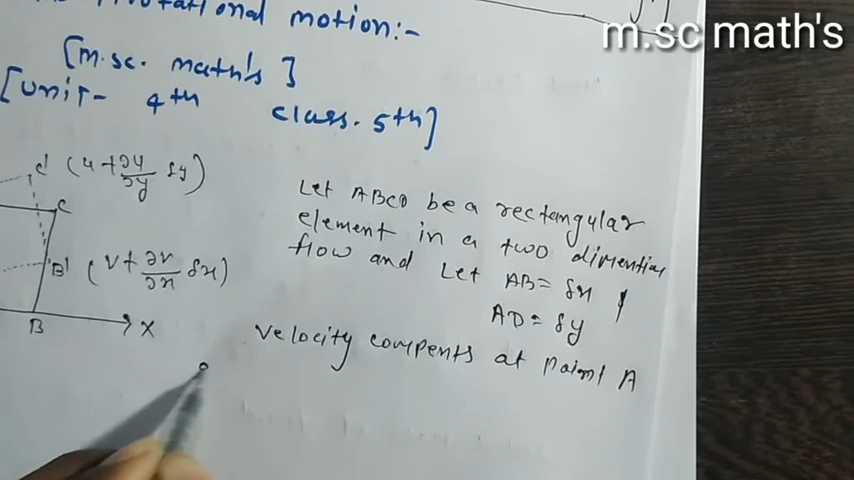 m.sc math's
rotational motion:-
[m.sc. math's]
[Unit- 4th class. 5th]
c' (u+∂u/∂y δy)
c
B' (v+∂v/∂x δx)
B
X
Let ABCD be a rectangular
element in a two dimention
flow and Let AB= δx
AD= δy
velocity compents at point A